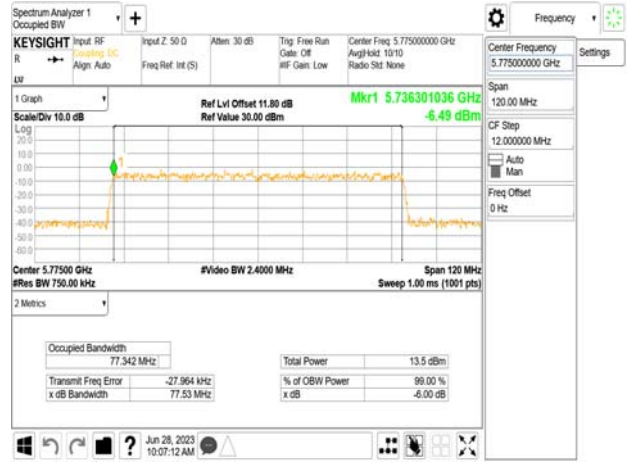 Spectrum Analyzer 1
Occupied BW
Frequency
KEYSIGHT
R
Input: RF
Coupling: DC
Align: Auto
Input Z: 50 Ω
Freq Ref: Int (S)
Atten: 30 dB
Trig: Free Run
Gate: Off
#IF Gain: Low
Center Freq: 5.775000000 GHz
Avg|Hold: 10/10
Radio Std: None
Center Frequency
5.775000000 GHz
Settings
Span
120.00 MHz
CF Step
12.000000 MHz
Auto
Man
Freq Offset
0 Hz
1 Graph
Scale/Div 10.0 dB
Ref Lvl Offset 11.80 dB
Ref Value 30.00 dBm
Mkr1 5.736301036 GHz
-6.49 dBm
Log
20.0
10.0
0.00
-10.0
-20.0
-30.0
-40.0
-50.0
-60.0
1
Center 5.77500 GHz
#Res BW 750.00 kHz
#Video BW 2.4000 MHz
Span 120 MHz
Sweep 1.00 ms (1001 pts)
2 Metrics
Occupied Bandwidth
77.342 MHz
Total Power 13.5 dBm
Transmit Freq Error -27.964 kHz
% of OBW Power 99.00 %
x dB Bandwidth 77.53 MHz
x dB -6.00 dB
?
Jun 28, 2023
10:07:12 AM